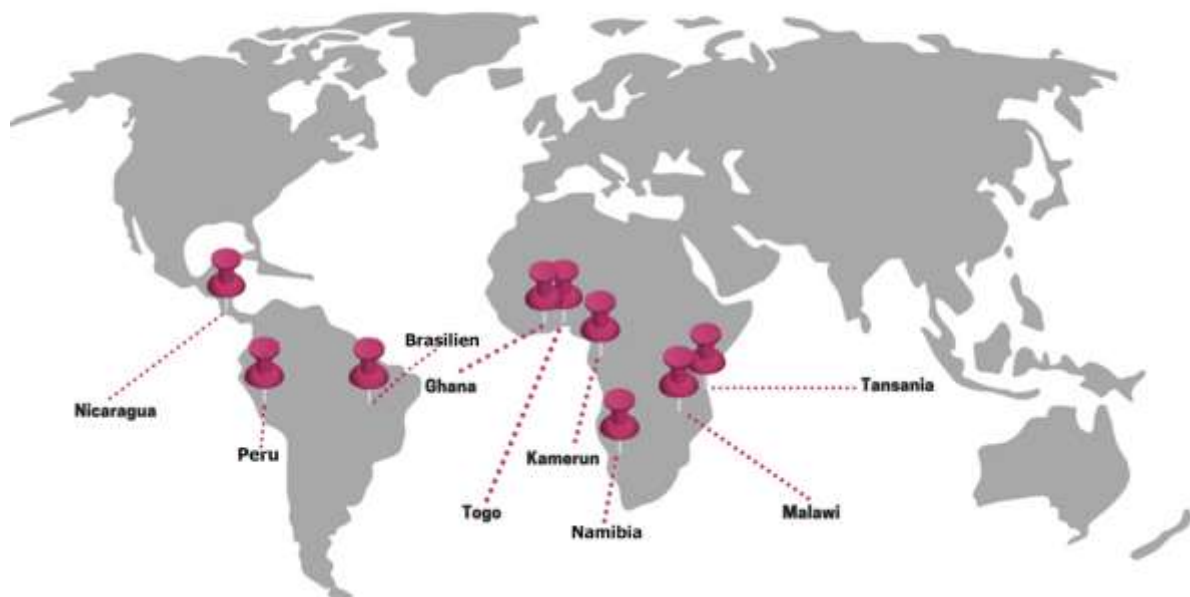 Brasilien
Ghana
Tansania
Nicaragua
Peru
Kamerun
Togo
Malawi
Namibia